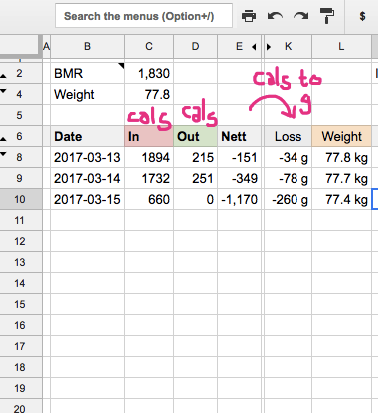 Search the menus (Option+/) $
A B C D E K L
2 BMR 1,830
4 Weight 77.8
5
cals cals cals to g
6 Date In Out Nett Loss Weight
8 2017-03-13 1894 215 -151 -34 g 77.8 kg
9 2017-03-14 1732 251 -349 -78 g 77.7 kg
10 2017-03-15 660 0 -1,170 -260 g 77.4 kg
11
12
13
14
15
16
17
18
19
20